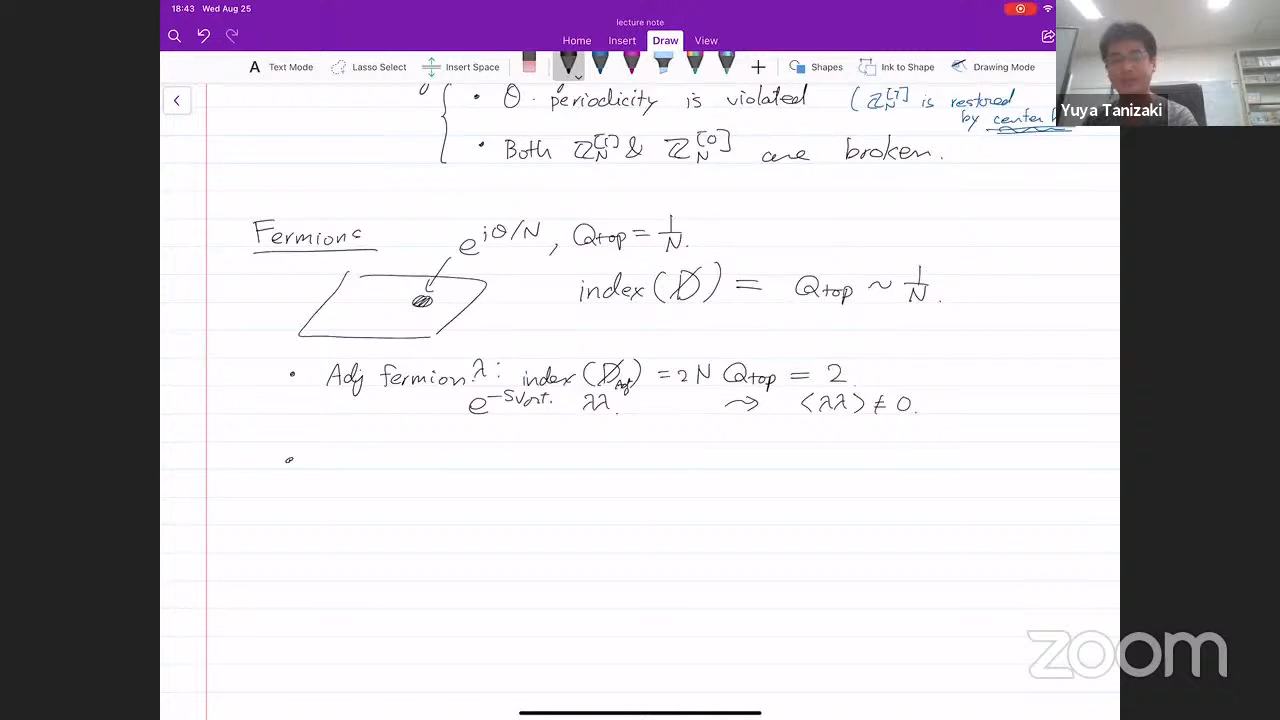 18:43 Wed Aug 25
lecture note
Home Insert Draw View
Text Mode Lasso Select Insert Space Shapes Ink to Shape Drawing Mode
Yuya Tanizaki
· θ · periodicity is violated ( ℤ_N^[1] is restored
by center
· Both ℤ_N^[1] & ℤ_N^[0] are broken.
Fermions
e^{iθ/N}, Q_top = 1/N.
index(D̸) = Q_top ~ 1/N.
· Adj fermion λ : index (D̸_Adj) = 2N Q_top = 2.
e^{-S_vort.} λλ. ⇝ ⟨λλ⟩ ≠ 0.
zoom